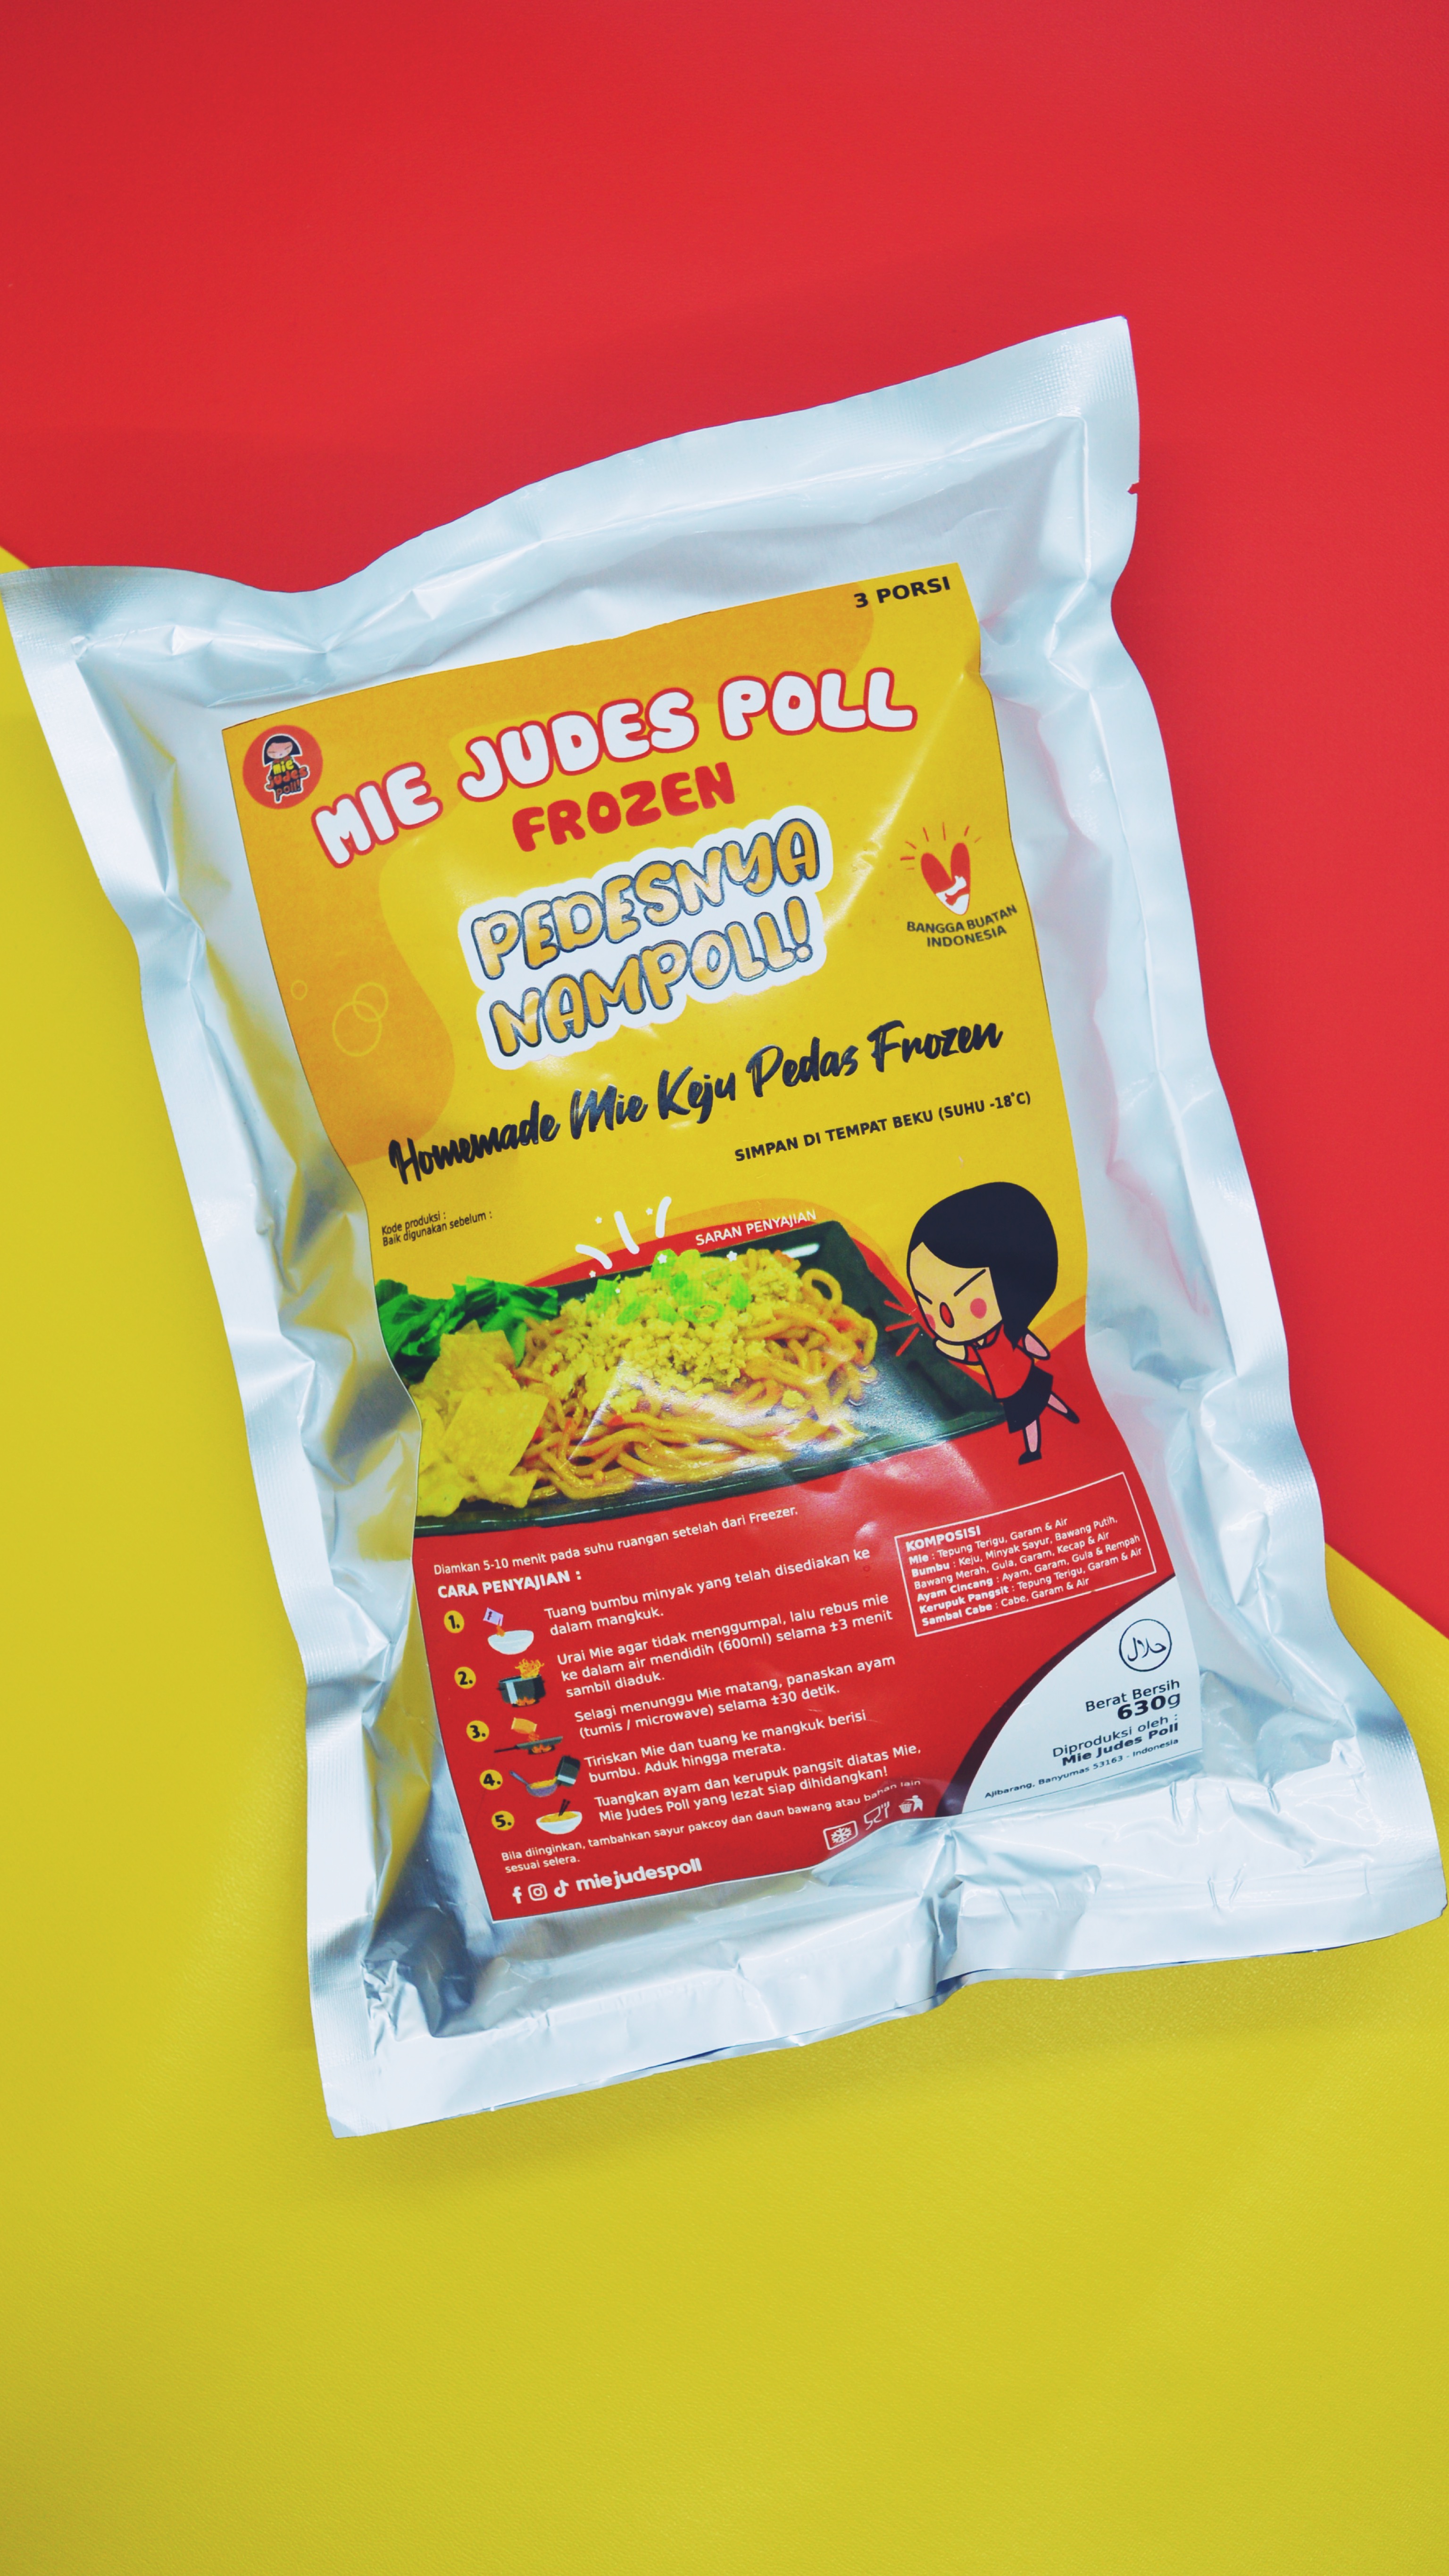 3 PORSI
Mie
Judes
poll!
MIE JUDES POLL
FROZEN
PEDESNYA
NAMPOLL!
BANGGA BUATAN
INDONESIA
Homemade Mie Keju Pedas Frozen
SIMPAN DI TEMPAT BEKU (SUHU -18°C)
Kode produksi :
Baik digunakan sebelum :
SARAN PENYAJIAN
Diamkan 5-10 menit pada suhu ruangan setelah dari Freezer.
CARA PENYAJIAN :
1. Tuang bumbu minyak yang telah disediakan ke
dalam mangkuk.
2. Urai Mie agar tidak menggumpal, lalu rebus mie
ke dalam air mendidih (600ml) selama ±3 menit
sambil diaduk.
3. Selagi menunggu Mie matang, panaskan ayam
(tumis / microwave) selama ±30 detik.
4. Tiriskan Mie dan tuang ke mangkuk berisi
bumbu. Aduk hingga merata.
5. Tuangkan ayam dan kerupuk pangsit diatas Mie,
Mie Judes Poll yang lezat siap dihidangkan!
Bila diinginkan, tambahkan sayur pakcoy dan daun bawang atau bahan lain
sesuai selera.
miejudespoll
KOMPOSISI
Mie : Tepung Terigu, Garam & Air
Bumbu : Keju, Minyak Sayur, Bawang Putih,
Bawang Merah, Gula, Garam, Kecap & Air
Ayam Cincang : Ayam, Garam, Gula & Rempah
Kerupuk Pangsit : Tepung Terigu, Garam & Air
Sambal Cabe : Cabe, Garam & Air
حلال
Berat Bersih
630g
Diproduksi oleh :
Mie Judes Poll
Ajibarang, Banyumas 53163 - Indonesia